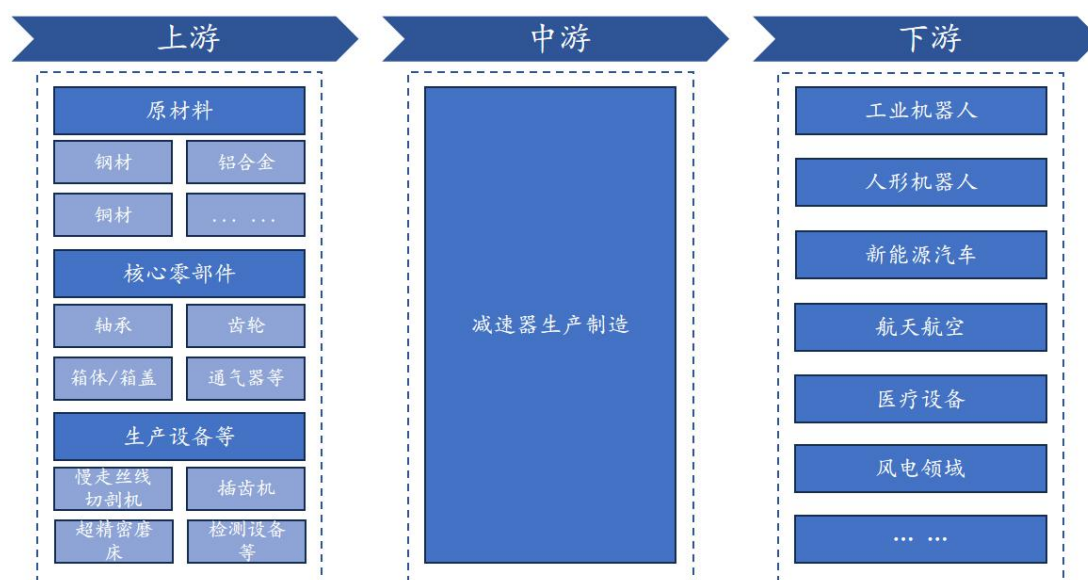 上游
原材料
钢材
铝合金
铜材
... ...
核心零部件
轴承
齿轮
箱体/箱盖
通气器等
生产设备等
慢走丝线
切剖机
插齿机
超精密磨
床
检测设备
等
中游
减速器生产制造
下游
工业机器人
人形机器人
新能源汽车
航天航空
医疗设备
风电领域
... ...